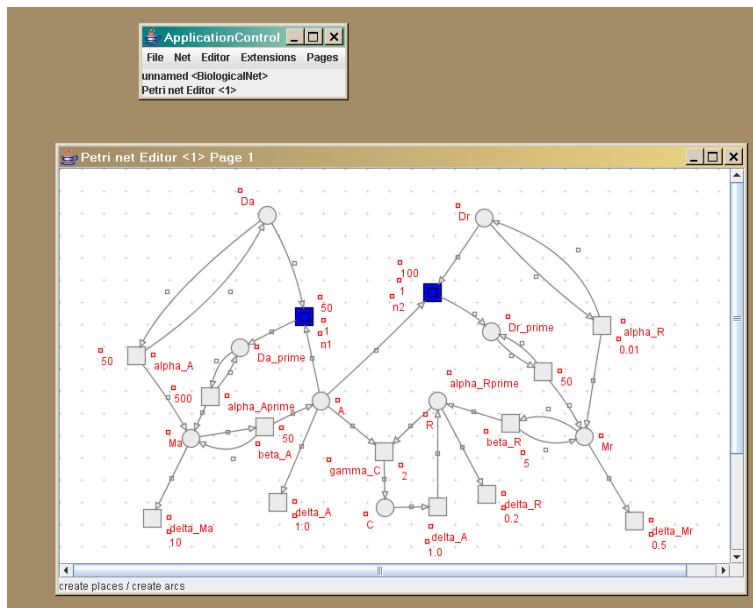 ApplicationControl
File Net Editor Extensions Pages
unnamed <BiologicalNet>
Petri net Editor <1>
Petri net Editor <1> Page 1
Da
Dr
100
1
n2
50
1
n1
Dr_prime
alpha_R
0.01
50
alpha_A
Da_prime
50
alpha_Rprime
500
alpha_Aprime
A
R
Ma
50
beta_A
beta_R
Mr
5
gamma_C
2
delta_Ma
10
delta_A
1.0
C
delta_R
0.2
delta_A
1.0
delta_Mr
0.5
create places / create arcs